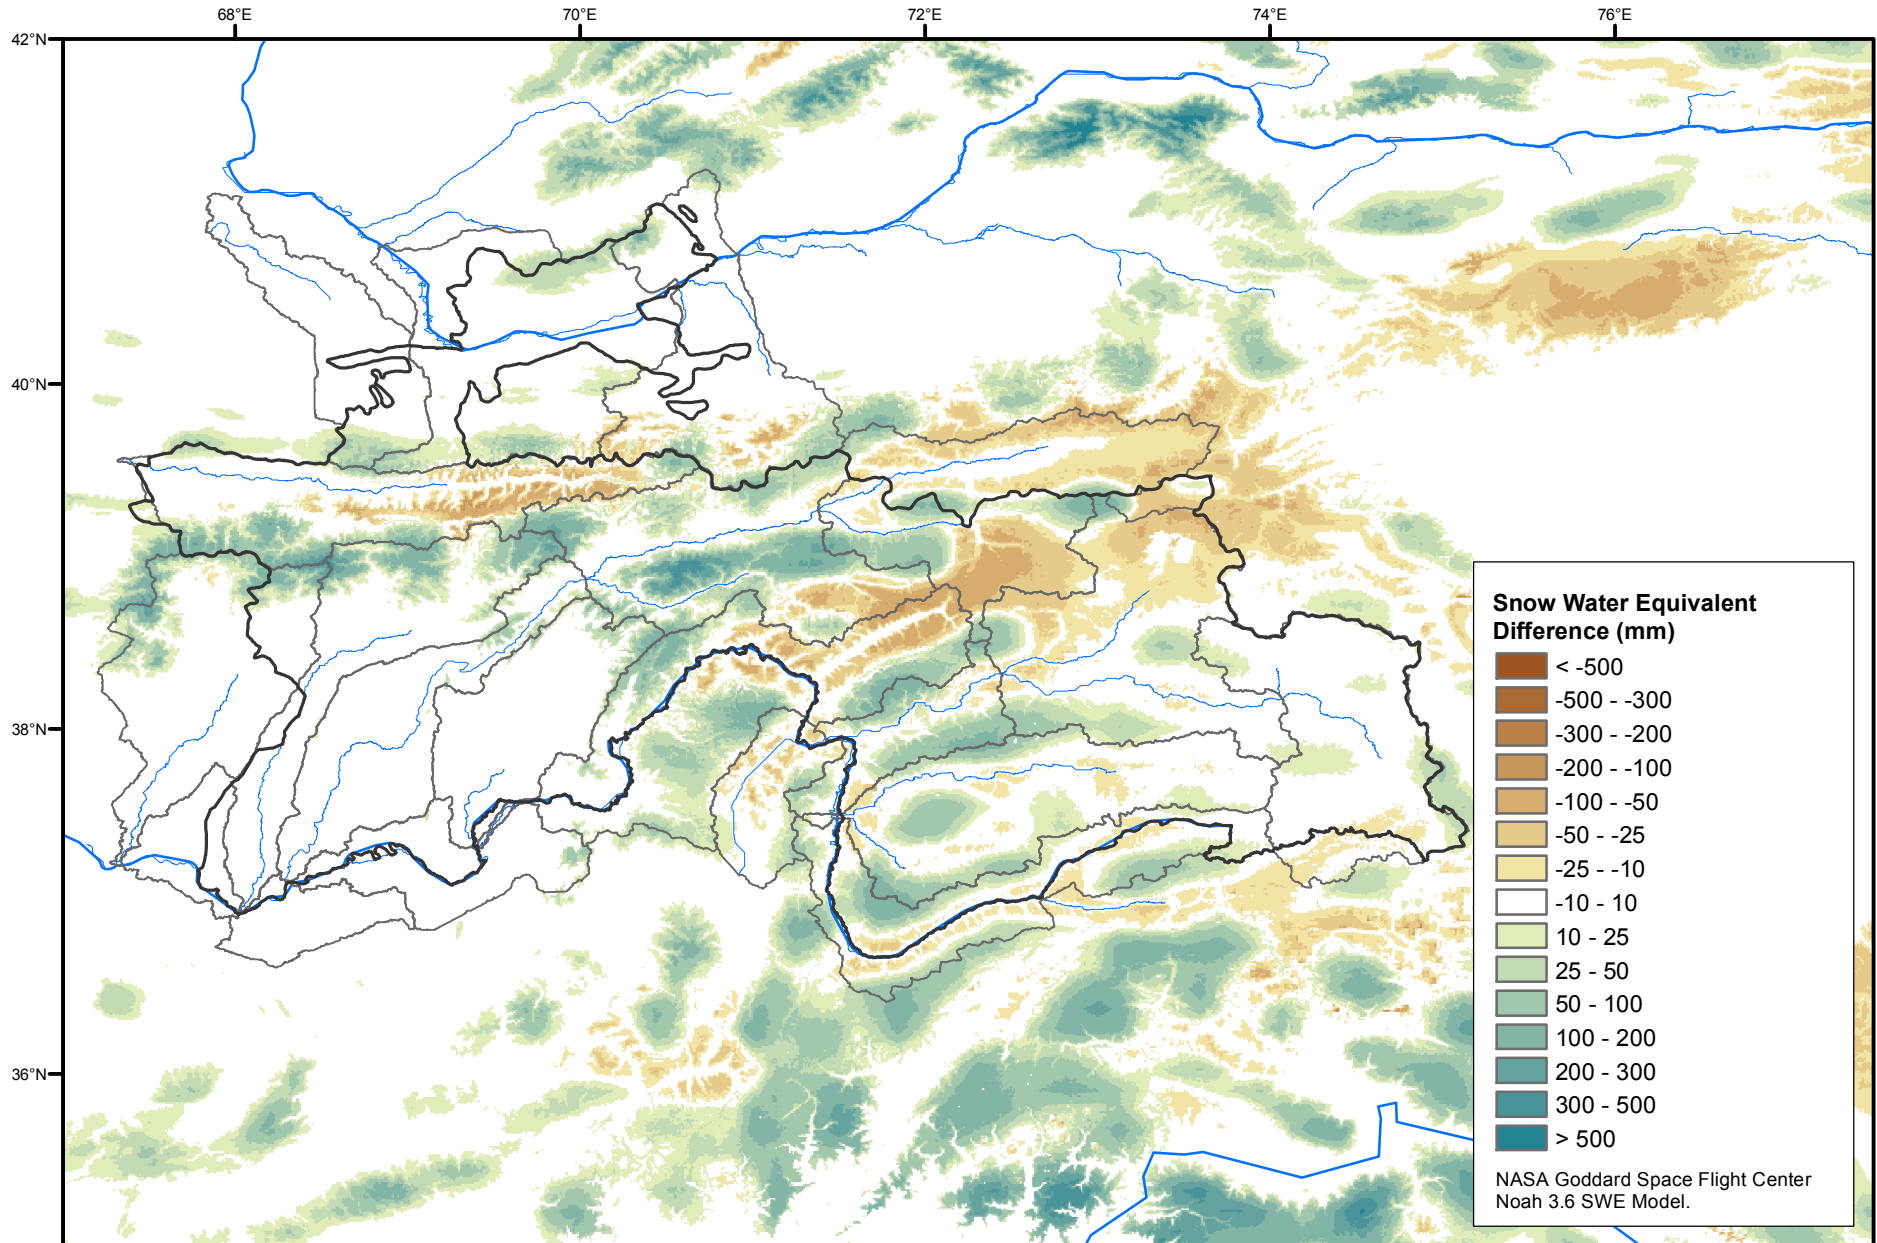 68°E
70°E
72°E
74°E
76°E
42°N
40°N
38°N
36°N
Snow Water Equivalent
Difference (mm)
< -500
-500 - -300
-300 - -200
-200 - -100
-100 - -50
-50 - -25
-25 - -10
-10 - 10
10 - 25
25 - 50
50 - 100
100 - 200
200 - 300
300 - 500
> 500
NASA Goddard Space Flight Center
Noah 3.6 SWE Model.